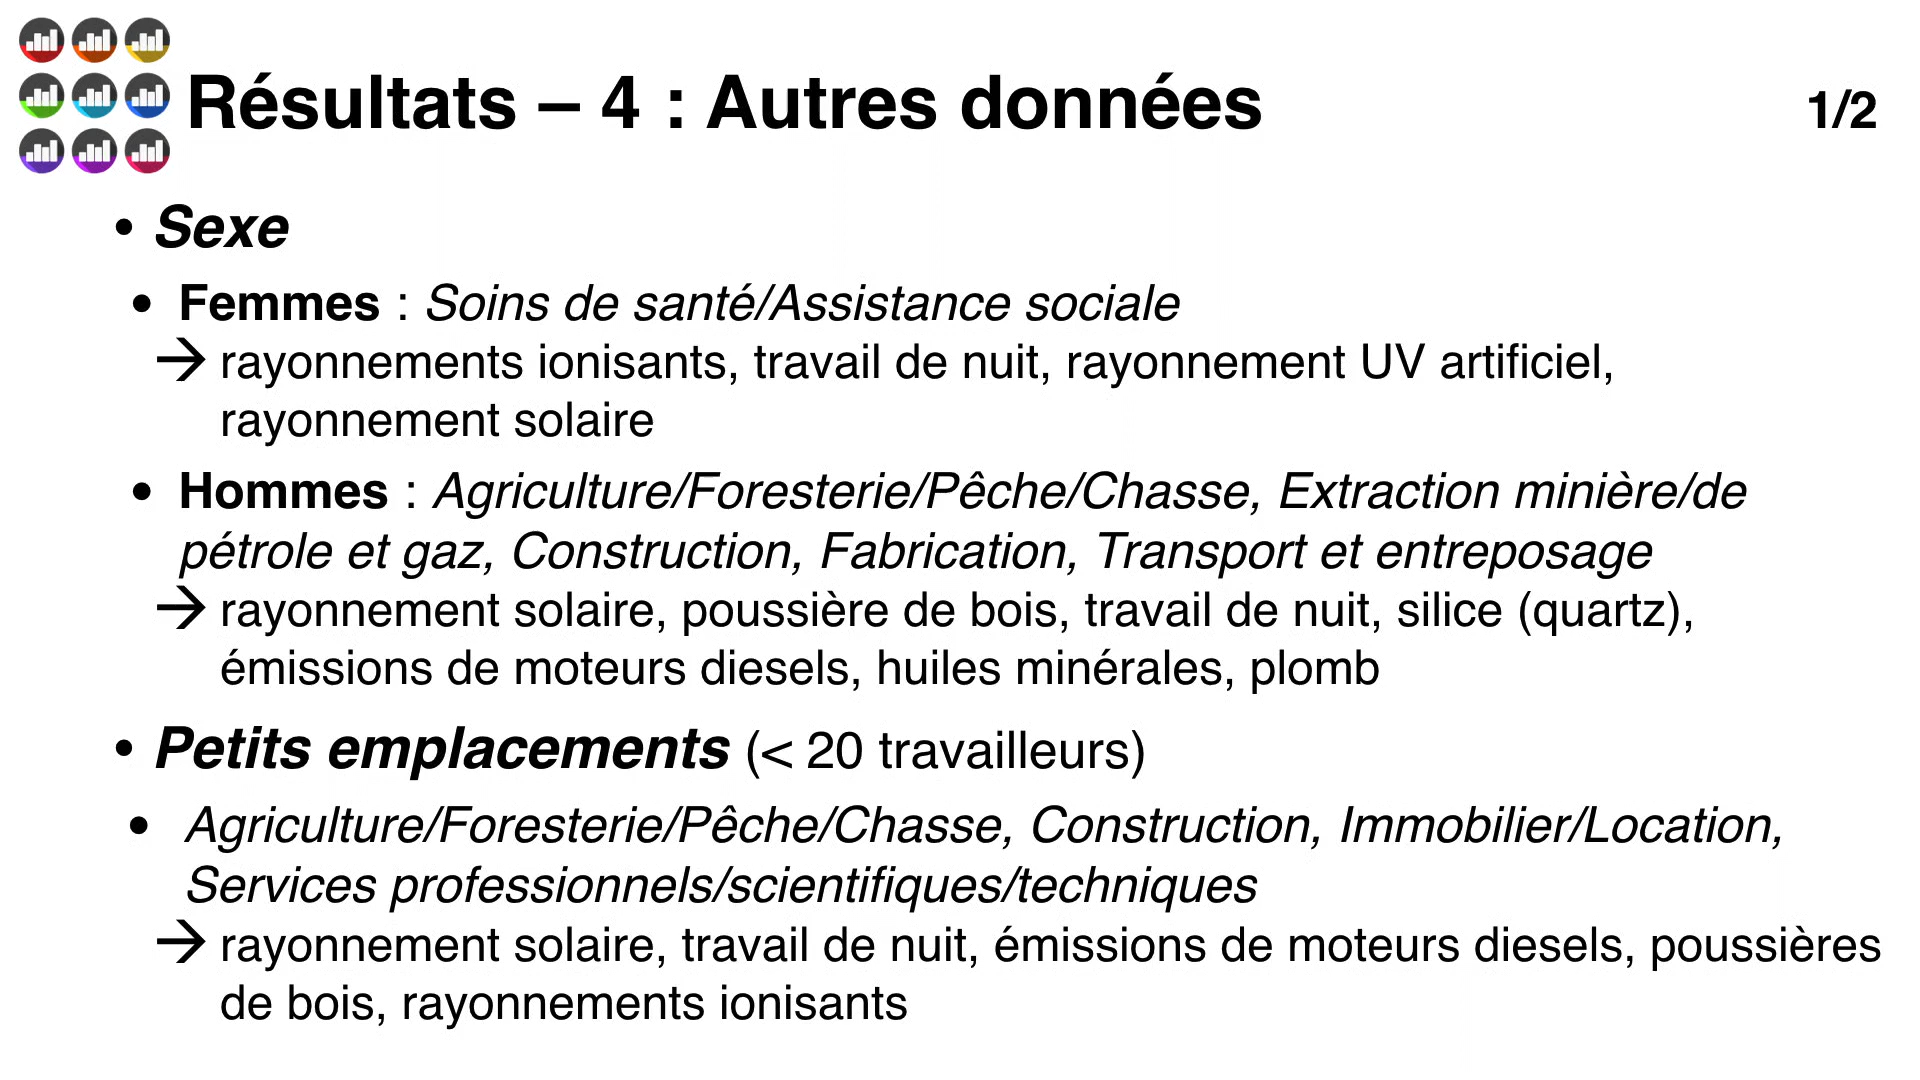 Résultats – 4 : Autres données
1/2
• Sexe
• Femmes : Soins de santé/Assistance sociale
→ rayonnements ionisants, travail de nuit, rayonnement UV artificiel,
rayonnement solaire
• Hommes : Agriculture/Foresterie/Pêche/Chasse, Extraction minière/de
pétrole et gaz, Construction, Fabrication, Transport et entreposage
→ rayonnement solaire, poussière de bois, travail de nuit, silice (quartz),
émissions de moteurs diesels, huiles minérales, plomb
• Petits emplacements (< 20 travailleurs)
• Agriculture/Foresterie/Pêche/Chasse, Construction, Immobilier/Location,
Services professionnels/scientifiques/techniques
→ rayonnement solaire, travail de nuit, émissions de moteurs diesels, poussières
de bois, rayonnements ionisants